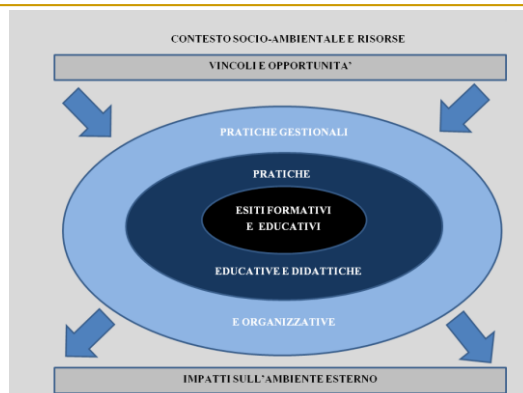 CONTESTO SOCIO-AMBIENTALE E RISORSE
VINCOLI E OPPORTUNITA'
PRATICHE GESTIONALI
PRATICHE
ESITI FORMATIVI
E EDUCATIVI
EDUCATIVE E DIDATTICHE
E ORGANIZZATIVE
IMPATTI SULL'AMBIENTE ESTERNO